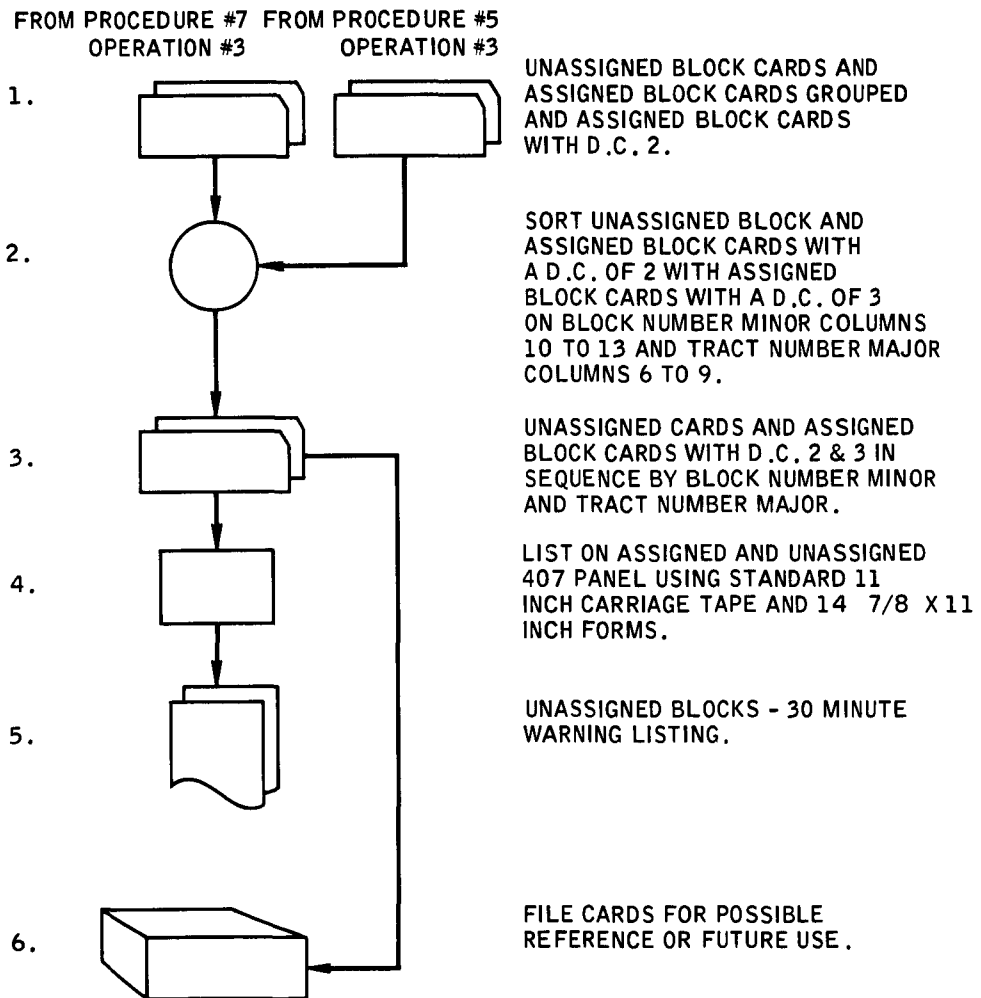 FROM PROCEDURE #7 FROM PROCEDURE #5
OPERATION #3 OPERATION #3
1.
UNASSIGNED BLOCK CARDS AND
ASSIGNED BLOCK CARDS GROUPED
AND ASSIGNED BLOCK CARDS
WITH D.C. 2.
2.
SORT UNASSIGNED BLOCK AND
ASSIGNED BLOCK CARDS WITH
A D.C. OF 2 WITH ASSIGNED
BLOCK CARDS WITH A D.C. OF 3
ON BLOCK NUMBER MINOR COLUMNS
10 TO 13 AND TRACT NUMBER MAJOR
COLUMNS 6 TO 9.
3.
UNASSIGNED CARDS AND ASSIGNED
BLOCK CARDS WITH D.C. 2 & 3 IN
SEQUENCE BY BLOCK NUMBER MINOR
AND TRACT NUMBER MAJOR.
4.
LIST ON ASSIGNED AND UNASSIGNED
407 PANEL USING STANDARD 11
INCH CARRIAGE TAPE AND 14 7/8 X 11
INCH FORMS.
5.
UNASSIGNED BLOCKS - 30 MINUTE
WARNING LISTING.
6.
FILE CARDS FOR POSSIBLE
REFERENCE OR FUTURE USE.